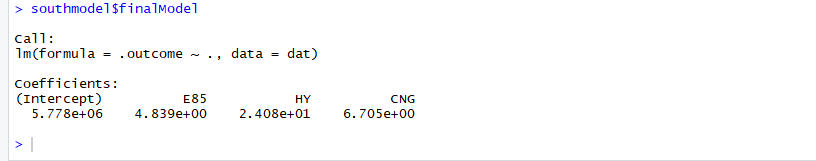 > southmodel$finalModel
Call:
lm(formula = .outcome ~ ., data = dat)
Coefficients:
(Intercept)          E85           HY          CNG
  5.778e+06    4.839e+00    2.408e+01    6.705e+00
>